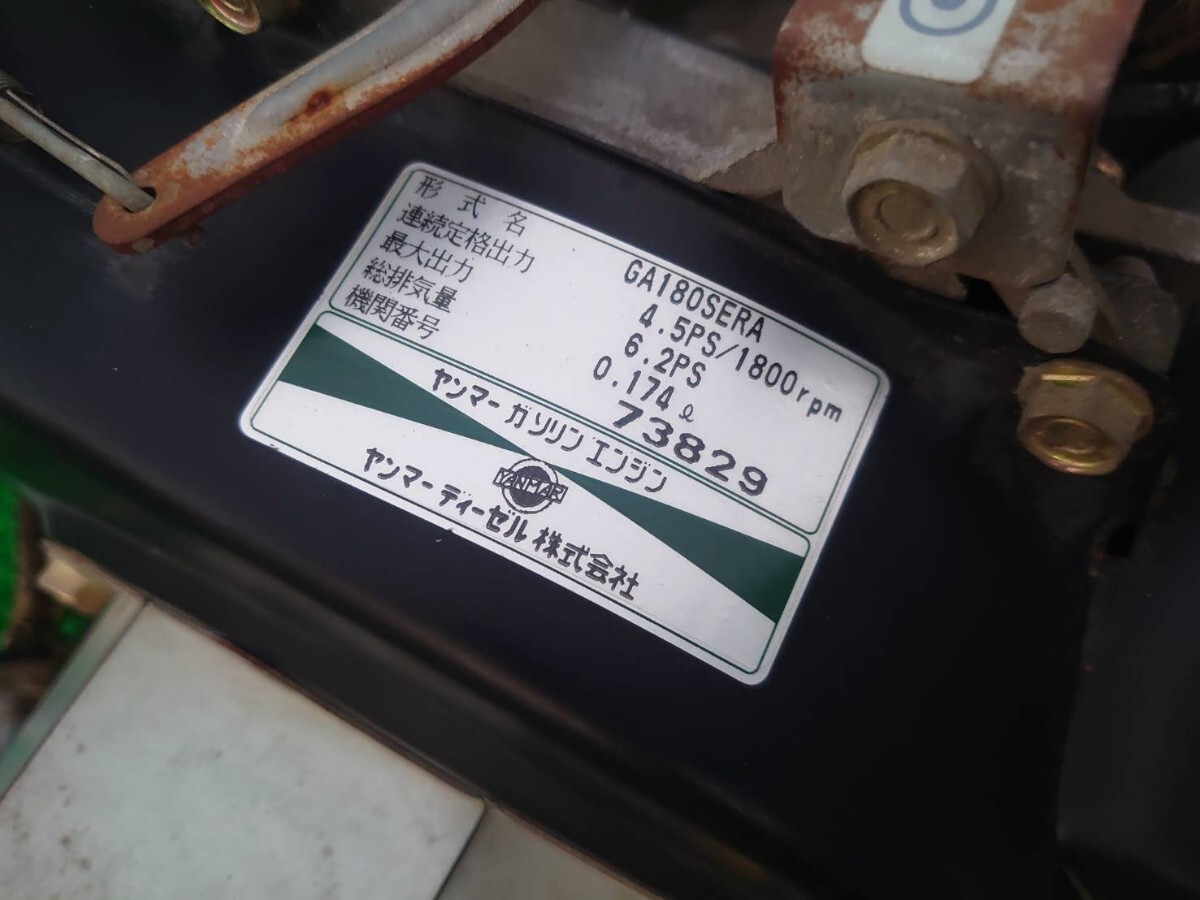 形式名 GA180SERA
連続定格出力 4.5PS/1800rpm
最大出力 6.2PS
総排気量 0.174ℓ
機関番号 73829
ヤンマーガソリンエンジン
YANMAR
ヤンマーディーゼル株式会社